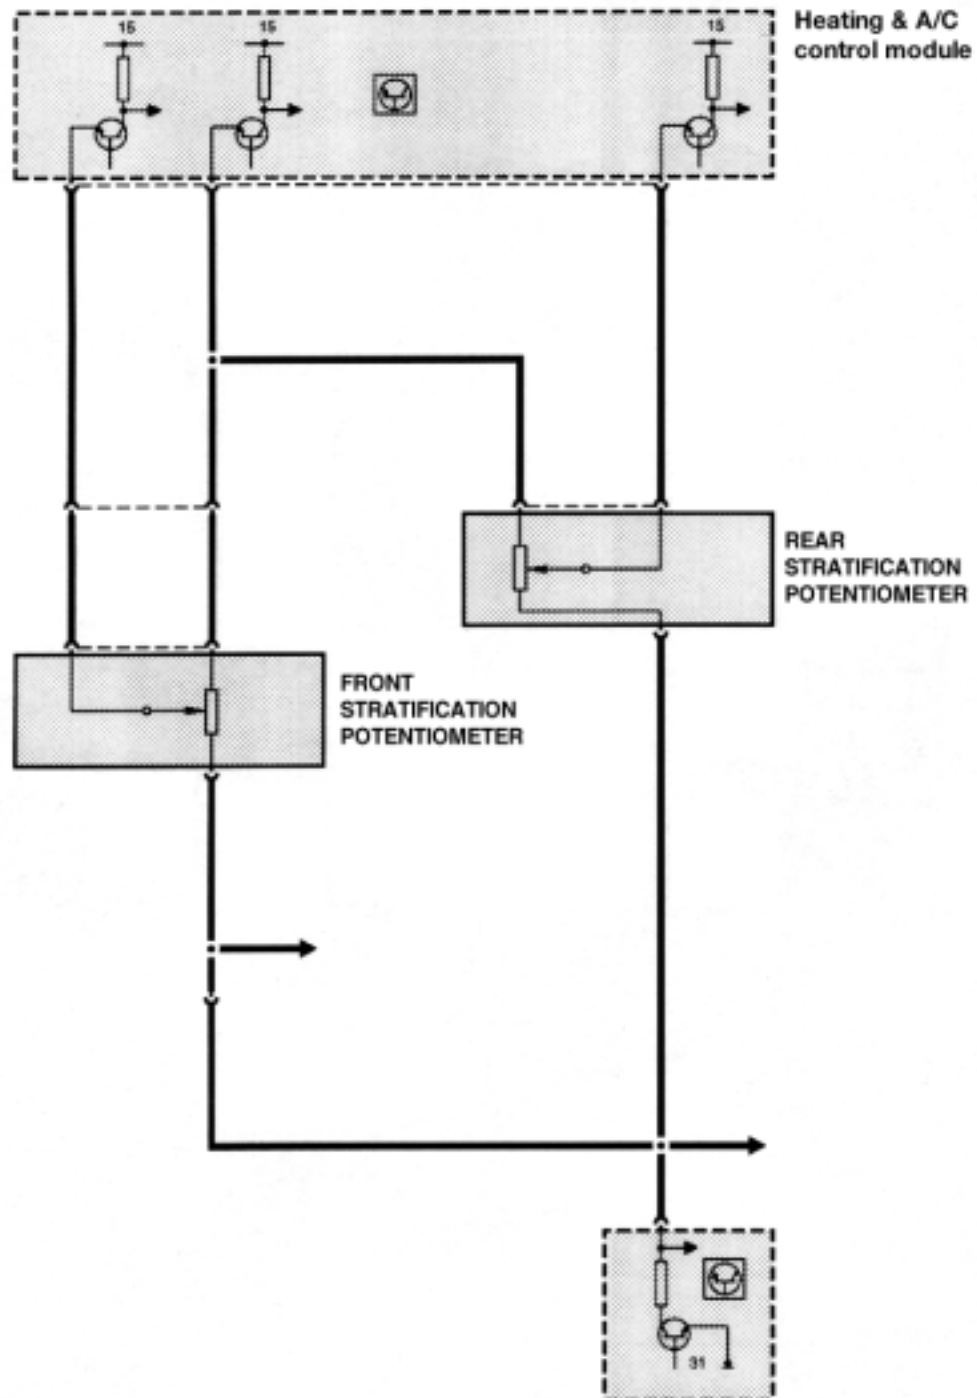 15
15
15
Heating & A/C
control module
REAR
STRATIFICATION
POTENTIOMETER
FRONT
STRATIFICATION
POTENTIOMETER
31